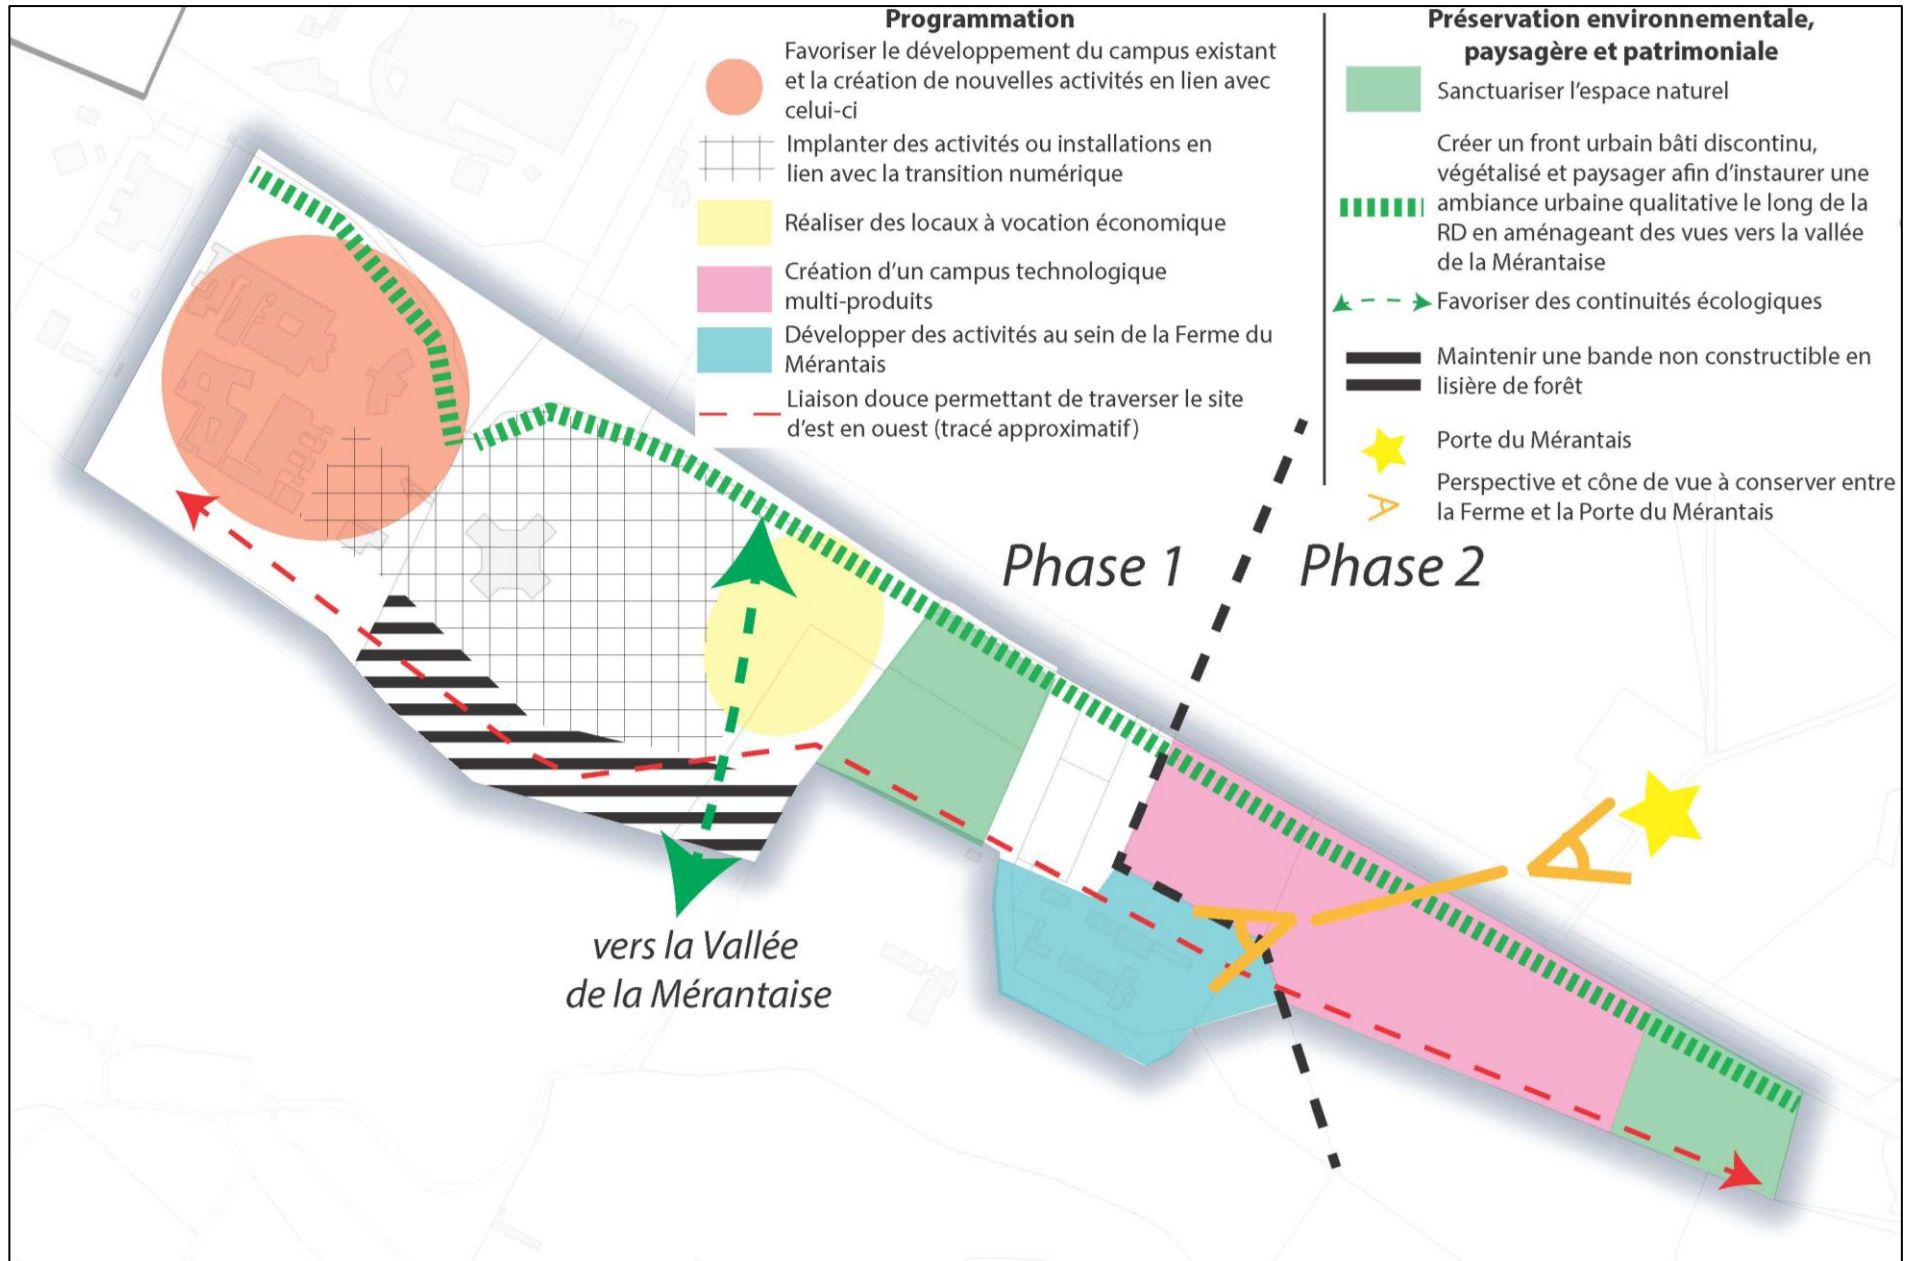 Programmation
Favoriser le développement du campus existant
et la création de nouvelles activités en lien avec
celui-ci
Implanter des activités ou installations en
lien avec la transition numérique
Réaliser des locaux à vocation économique
Création d'un campus technologique
multi-produits
Développer des activités au sein de la Ferme du
Mérantais
Liaison douce permettant de traverser le site
d'est en ouest (tracé approximatif)
Préservation environnementale,
paysagère et patrimoniale
Sanctuariser l'espace naturel
Créer un front urbain bâti discontinu,
végétalisé et paysager afin d'instaurer une
ambiance urbaine qualitative le long de la
RD en aménageant des vues vers la vallée
de la Mérantaise
Favoriser des continuités écologiques
Maintenir une bande non constructible en
lisière de forêt
Porte du Mérantais
Perspective et cône de vue à conserver entre
la Ferme et la Porte du Mérantais
Phase 1
Phase 2
vers la Vallée
de la Mérantaise